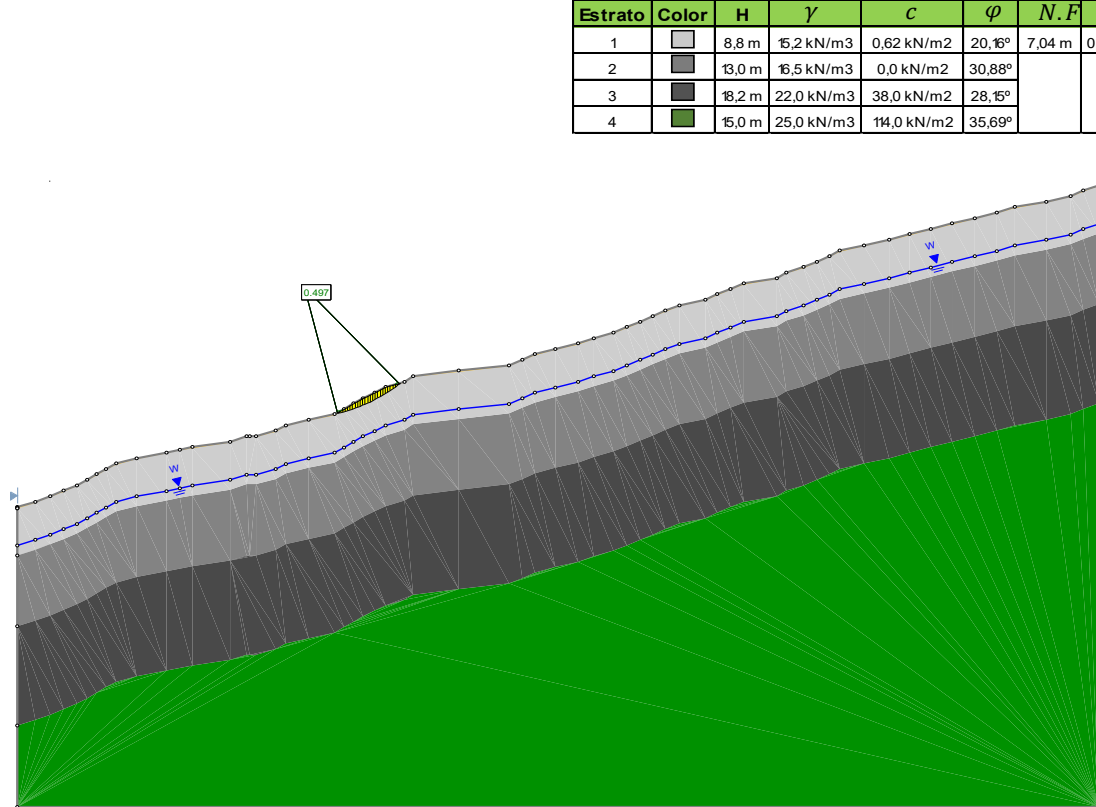 Estrato Color H γ c φ N.F
1 8,8 m 15,2 kN/m3 0,62 kN/m2 20,16º 7,04 m 0
2 13,0 m 16,5 kN/m3 0,0 kN/m2 30,88º
3 18,2 m 22,0 kN/m3 38,0 kN/m2 28,15º
4 15,0 m 25,0 kN/m3 114,0 kN/m2 35,69º
W
0.497
W